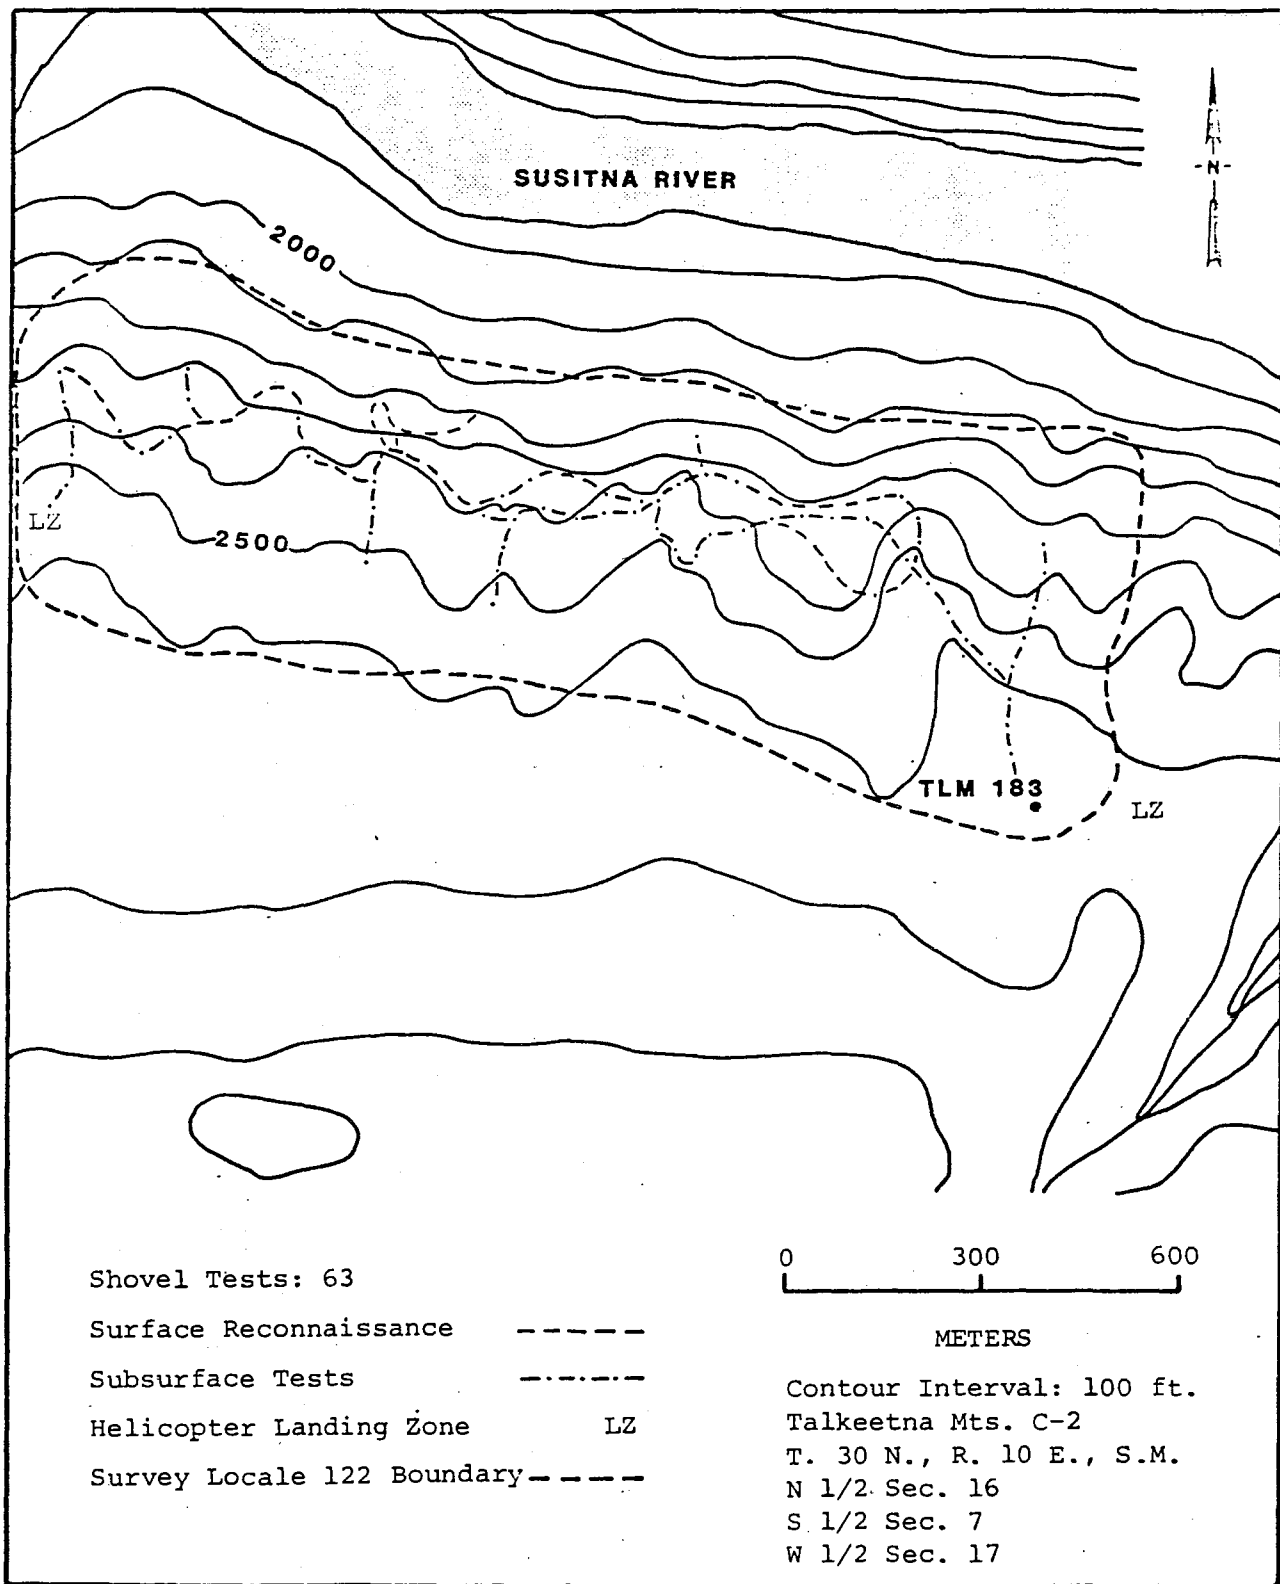 SUSITNA RIVER
-N-
2000
LZ
2500
TLM 183
LZ
Shovel Tests: 63
Surface Reconnaissance
Subsurface Tests
Helicopter Landing Zone LZ
Survey Locale 122 Boundary
0 300 600
METERS
Contour Interval: 100 ft.
Talkeetna Mts. C-2
T. 30 N., R. 10 E., S.M.
N 1/2 Sec. 16
S 1/2 Sec. 7
W 1/2 Sec. 17